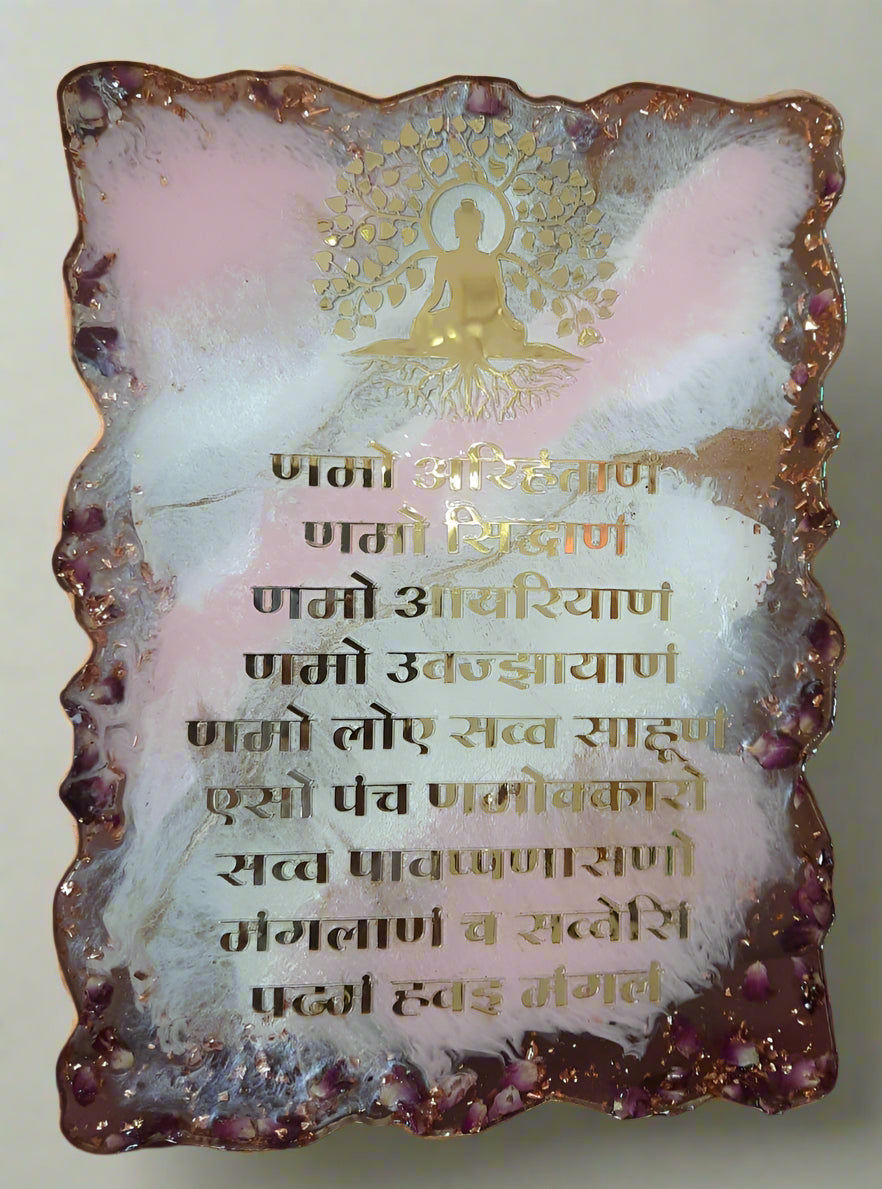 णमो अरिहंताणं
णमो सिद्धाणं
णमो आयरियाणं
णमो उवज्झायाणं
णमो लोए सव्व साहूणं
एसो पंच णमोक्कारो
सव्व पावप्पणासणो
मंगलाणं च सव्वेसिं
पढमं हवइ मंगलं